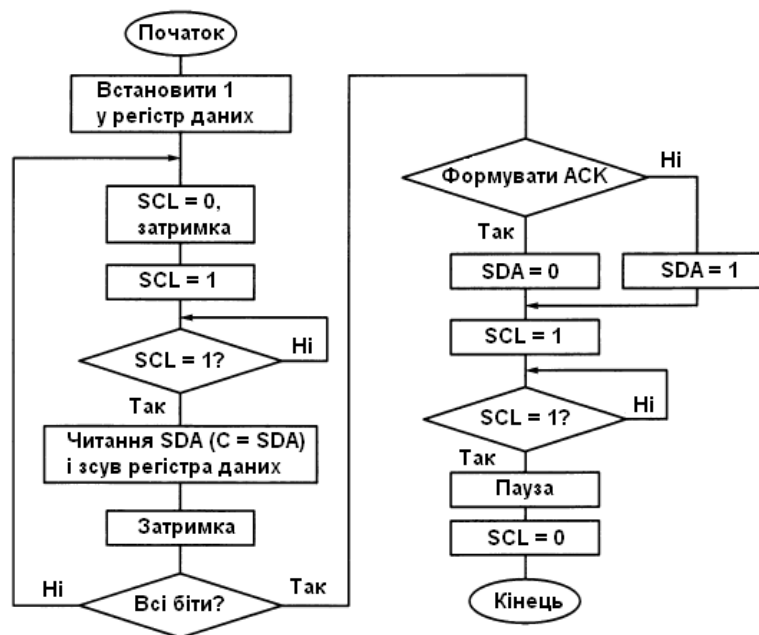 Початок
Встановити 1
у регістр даних
SCL = 0,
затримка
SCL = 1
SCL = 1?
Ні
Так
Читання SDA (C = SDA)
і зсув регістра даних
Затримка
Ні
Всі біти?
Так
Формувати ACK
Ні
Так
SDA = 0
SDA = 1
SCL = 1
SCL = 1?
Ні
Так
Пауза
SCL = 0
Кінець